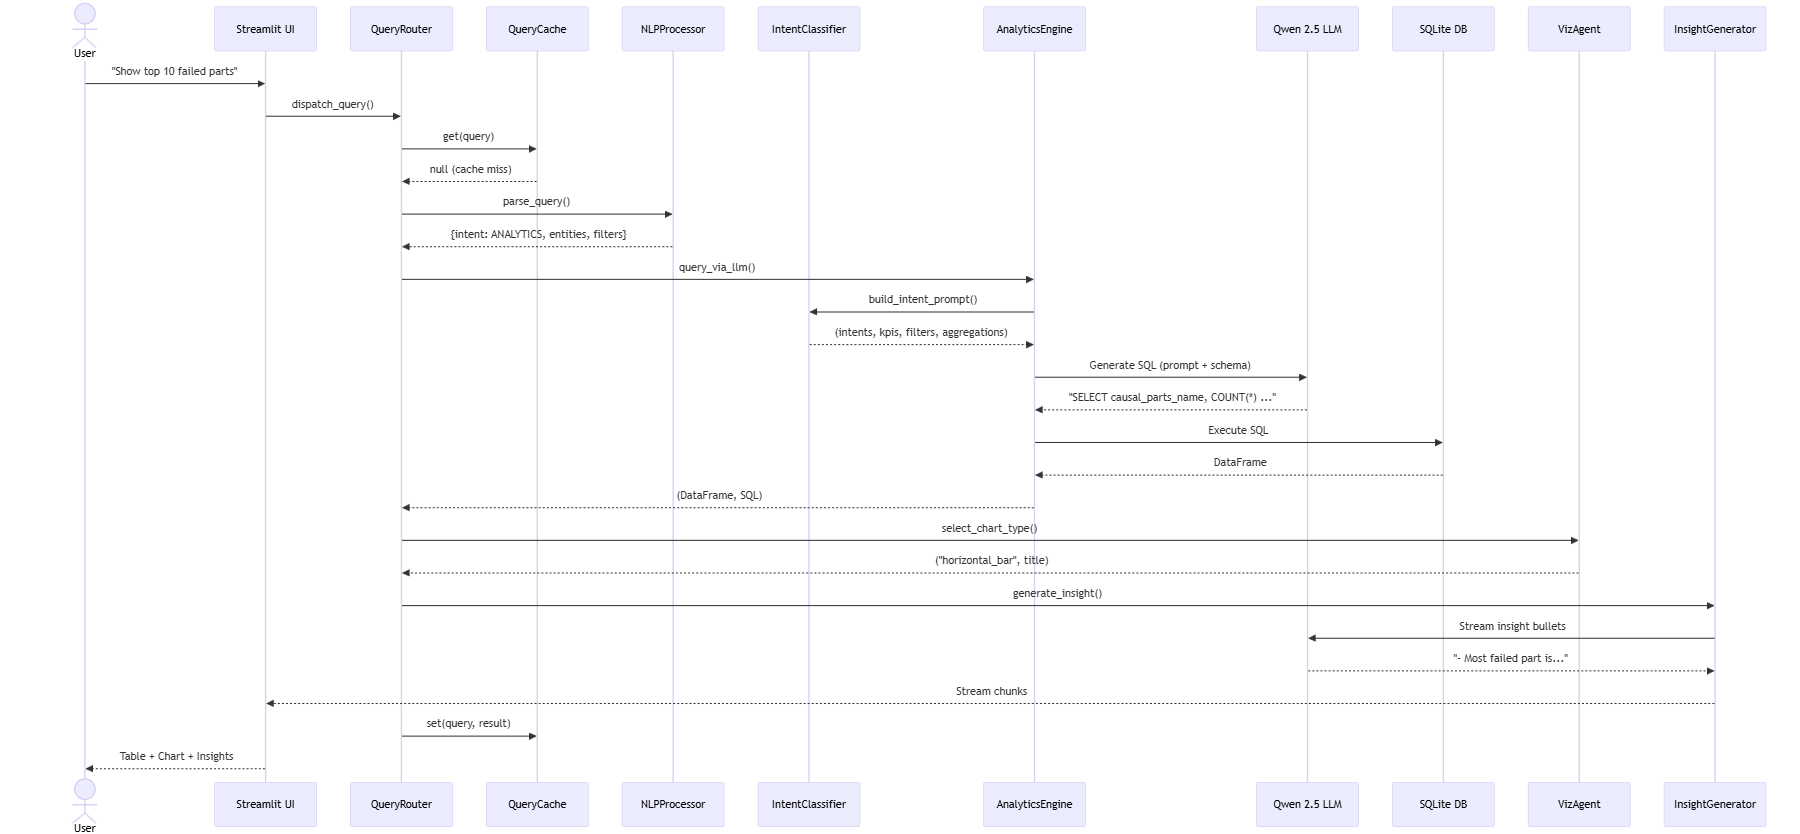 Streamlit UI
QueryRouter
QueryCache
NLPProcessor
IntentClassifier
AnalyticsEngine
Qwen 2.5 LLM
SQLite DB
VizAgent
InsightGenerator
User
"Show top 10 failed parts"
dispatch_query()
get(query)
null (cache miss)
parse_query()
{intent: ANALYTICS, entities, filters}
query_via_llm()
build_intent_prompt()
(intents, kpis, filters, aggregations)
Generate SQL (prompt + schema)
"SELECT causal_parts_name, COUNT(*) ..."
Execute SQL
DataFrame
(DataFrame, SQL)
select_chart_type()
("horizontal_bar", title)
generate_insight()
Stream insight bullets
"- Most failed part is..."
Stream chunks
set(query, result)
Table + Chart + Insights
Streamlit UI
QueryRouter
QueryCache
NLPProcessor
IntentClassifier
AnalyticsEngine
Qwen 2.5 LLM
SQLite DB
VizAgent
InsightGenerator
User